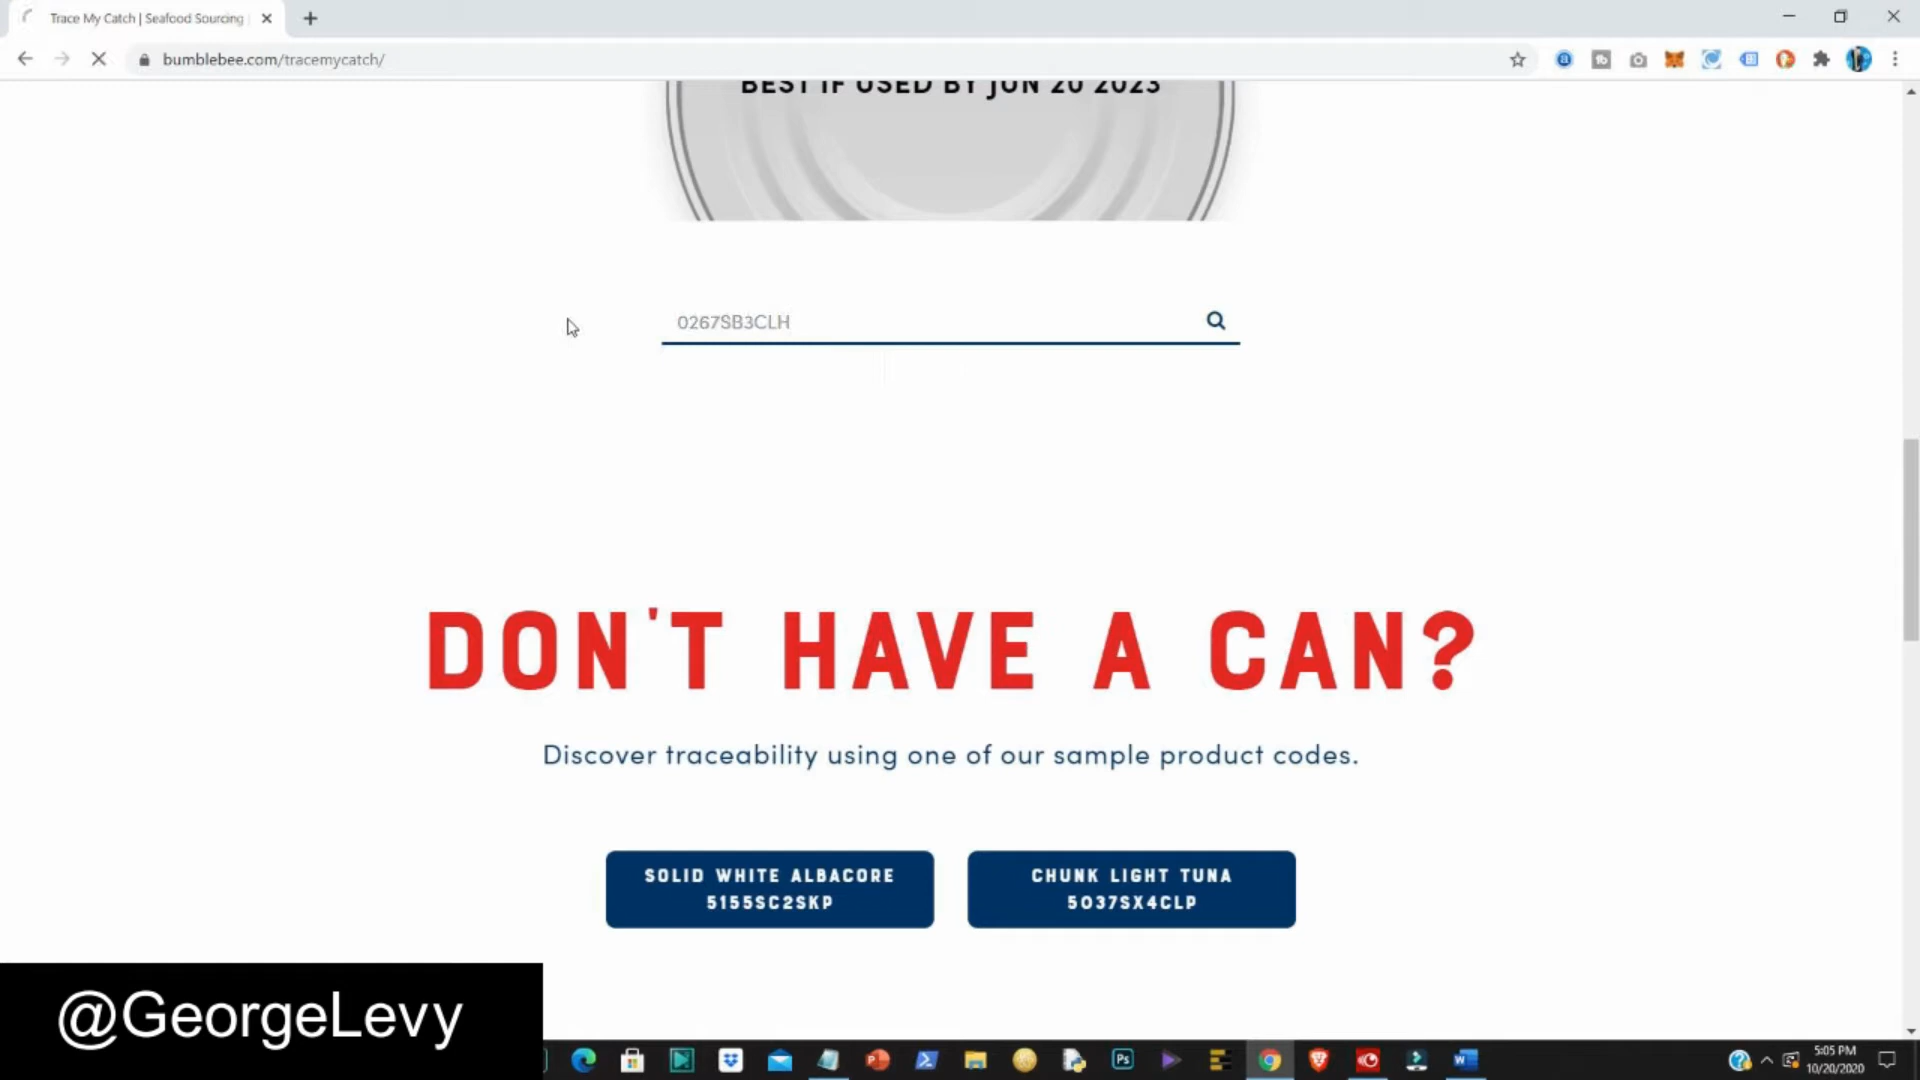 Trace My Catch | Seafood Sourcing
bumblebee.com/tracemycatch/
BEST IF USED BY JUN 20 2023
0267SB3CLH
DON'T HAVE A CAN?
Discover traceability using one of our sample product codes.
SOLID WHITE ALBACORE
5155SC2SKP
CHUNK LIGHT TUNA
5037SX4CLP
@GeorgeLevy
5:05 PM
10/20/2020